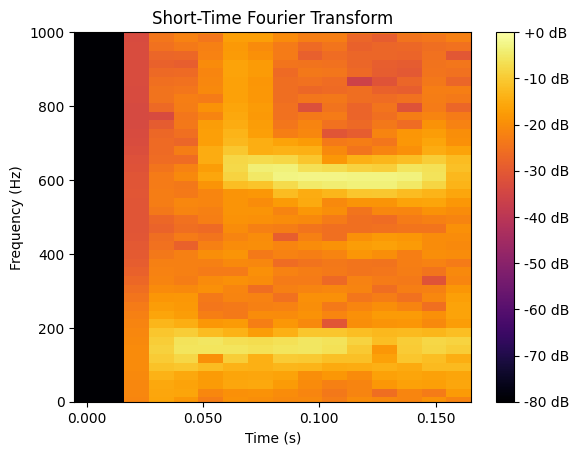 Short-Time Fourier Transform
1000
800
600
400
200
0
Frequency (Hz)
0.000
0.050
0.100
0.150
Time (s)
+0 dB
-10 dB
-20 dB
-30 dB
-40 dB
-50 dB
-60 dB
-70 dB
-80 dB